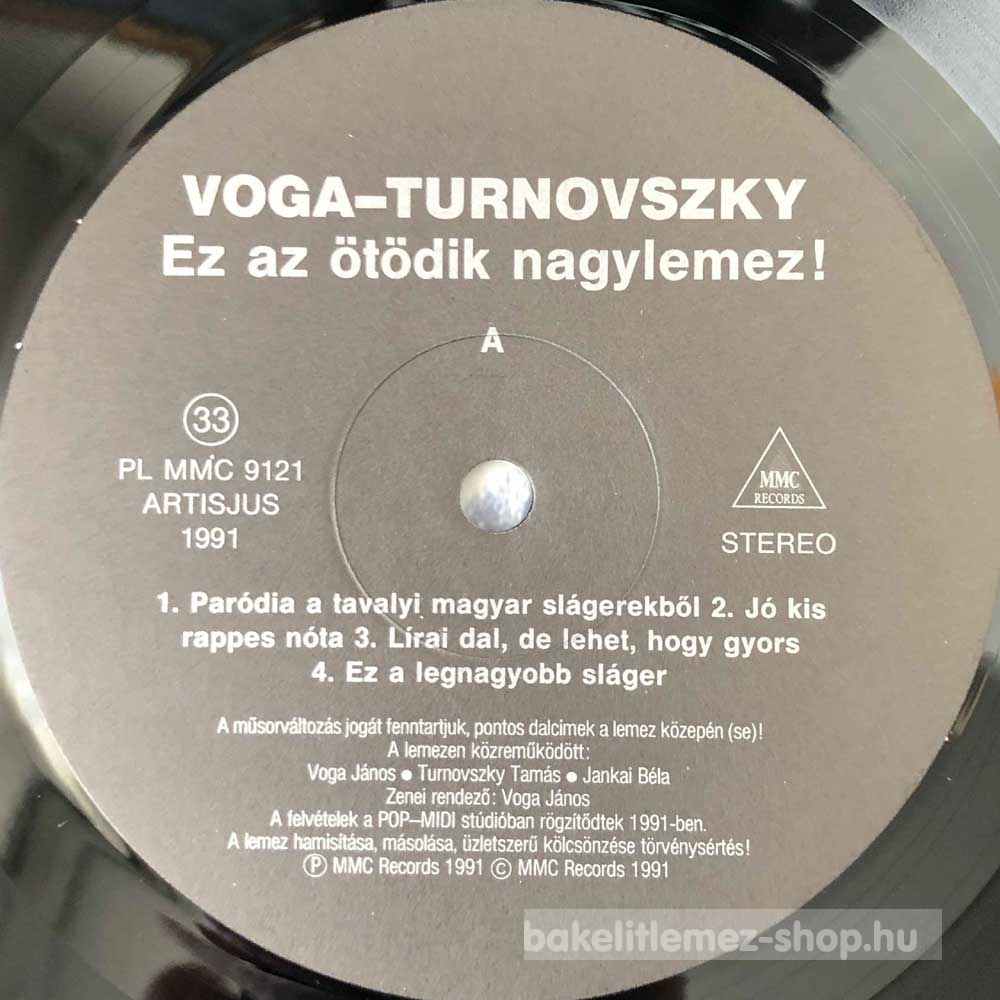 VOGA–TURNOVSZKY
Ez az ötödik nagylemez!
A
33
PL MMC 9121
ARTISJUS
1991
MMC
RECORDS
STEREO
1. Paródia a tavalyi magyar slágerekből 2. Jó kis
rappes nóta 3. Lírai dal, de lehet, hogy gyors
4. Ez a legnagyobb sláger
A műsorváltozás jogát fenntartjuk, pontos dalcimek a lemez közepén (se)!
A lemezen közreműködött:
Voga János ● Turnovszky Tamás ● Jankai Béla
Zenei rendező: Voga János
A felvételek a POP–MIDI stúdióban rögzítődtek 1991-ben.
A lemez hamisítása, másolása, üzletszerű kölcsönzése törvénysértés!
Ⓟ MMC Records 1991 © MMC Records 1991
bakelitlemez-shop.hu